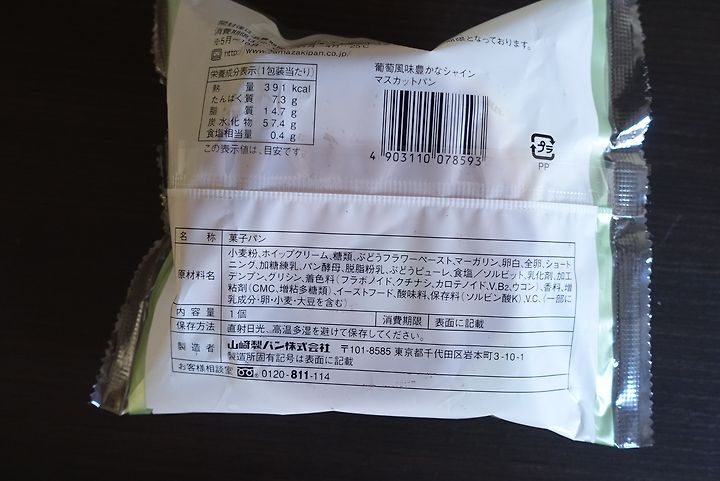 http://www.yamazakipan.co.jp/
栄養成分表示(1包装当たり)
熱 量 391 kcal
たんぱく質 7.3 g
脂 質 14.7 g
炭水化物 57.4 g
食塩相当量 0.4 g
この表示値は、目安です
葡萄風味豊かなシャイン
マスカットパン
4 903110 078593
プラ
PP
名 称 菓子パン
原材料名 小麦粉、ホイップクリーム、糖類、ぶどうフラワーペースト、マーガリン、卵白、全卵、ショート
ニング、加糖練乳、パン酵母、脱脂粉乳、ぶどうピューレ、食塩/ソルビット、乳化剤、加工
デンプン、グリシン、着色料(フラボノイド、クチナシ、カロテノイド、V.B2、ウコン)、香料、増
粘剤(CMC、増粘多糖類)、イーストフード、酸味料、保存料(ソルビン酸K)、V.C、(一部に
乳成分・卵・小麦・大豆を含む)
内容量 1個 消費期限 表面に記載
保存方法 直射日光、高温多湿を避けて保存してください。
製造者 山崎製パン株式会社 〒101-8585 東京都千代田区岩本町3-10-1
製造所固有記号は表面に記載
お客様相談室 0120-811-114